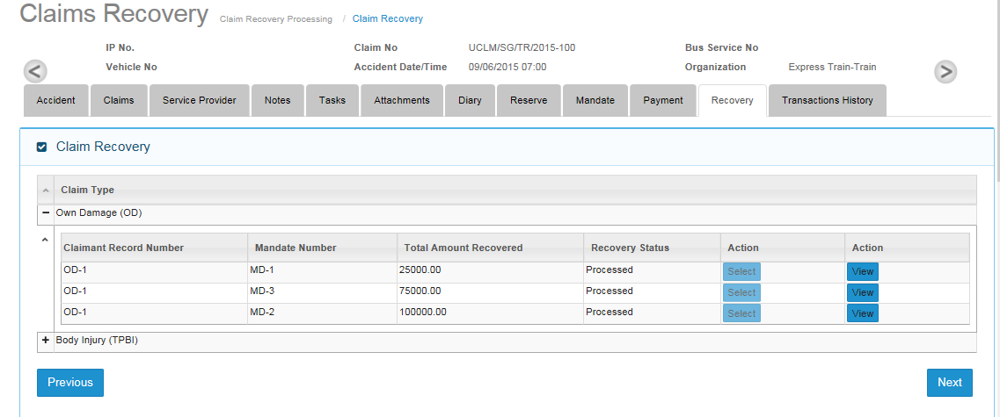 Claims Recovery Claim Recovery Processing / Claim Recovery
IP No. Claim No UCLM/SG/TR/2015-100 Bus Service No
Vehicle No Accident Date/Time 09/06/2015 07:00 Organization Express Train-Train
Accident Claims Service Provider Notes Tasks Attachments Diary Reserve Mandate Payment Recovery Transactions History
Claim Recovery
Claim Type
Own Damage (OD)
Claimant Record Number Mandate Number Total Amount Recovered Recovery Status Action Action
OD-1 MD-1 25000.00 Processed Select View
OD-1 MD-3 75000.00 Processed Select View
OD-1 MD-2 100000.00 Processed Select View
Body Injury (TPBI)
Previous Next